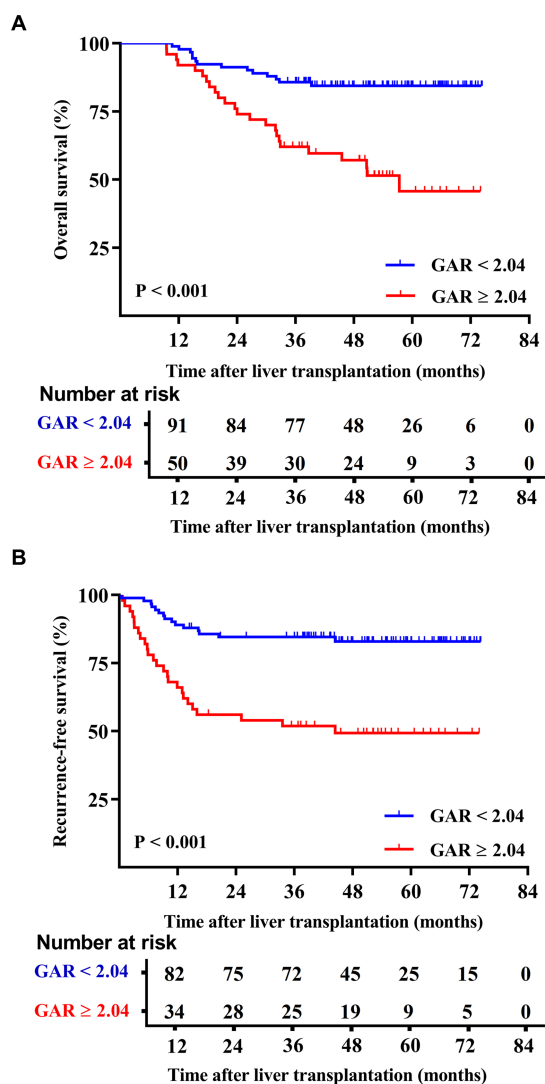 A
100
75
50
25
Overall survival (%)
GAR < 2.04
GAR ≥ 2.04
P < 0.001
12 24 36 48 60 72 84
Time after liver transplantation (months)
Number at risk
GAR < 2.04 91 84 77 48 26 6 0
GAR ≥ 2.04 50 39 30 24 9 3 0
12 24 36 48 60 72 84
Time after liver transplantation (months)
B
100
75
50
25
Recurrence-free survival (%)
GAR < 2.04
GAR ≥ 2.04
P < 0.001
12 24 36 48 60 72 84
Time after liver transplantation (months)
Number at risk
GAR < 2.04 82 75 72 45 25 15 0
GAR ≥ 2.04 34 28 25 19 9 5 0
12 24 36 48 60 72 84
Time after liver transplantation (months)